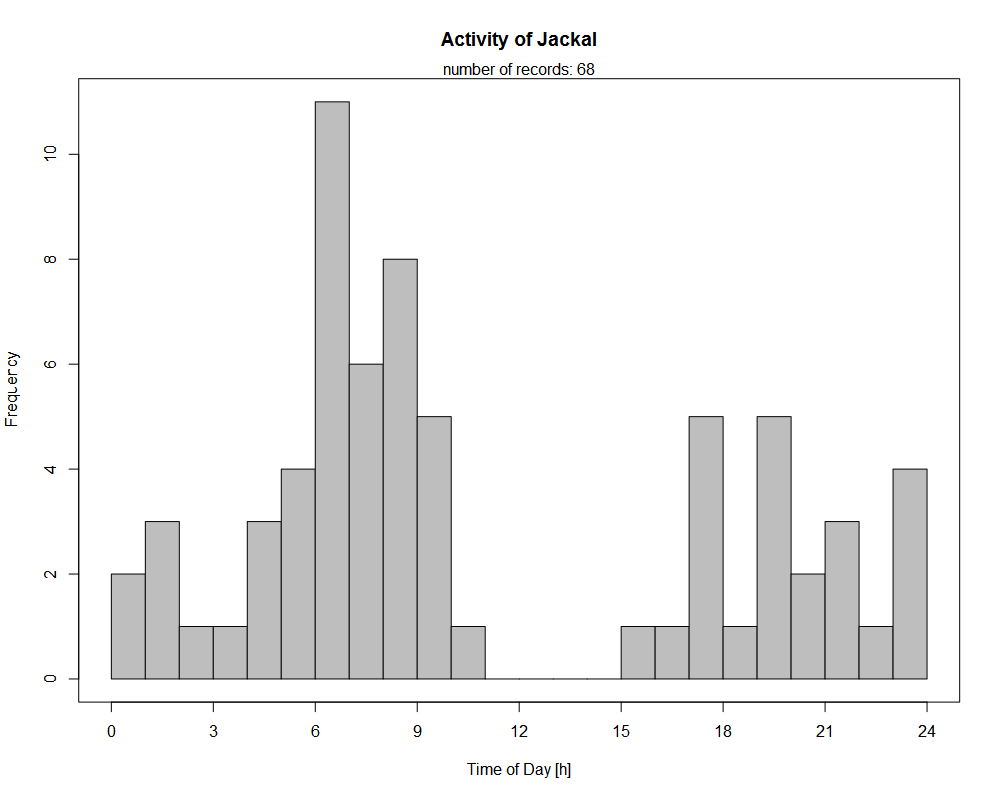 Activity of Jackal
number of records: 68
Frequency
10
8
6
4
2
0
0 3 6 9 12 15 18 21 24
Time of Day [h]